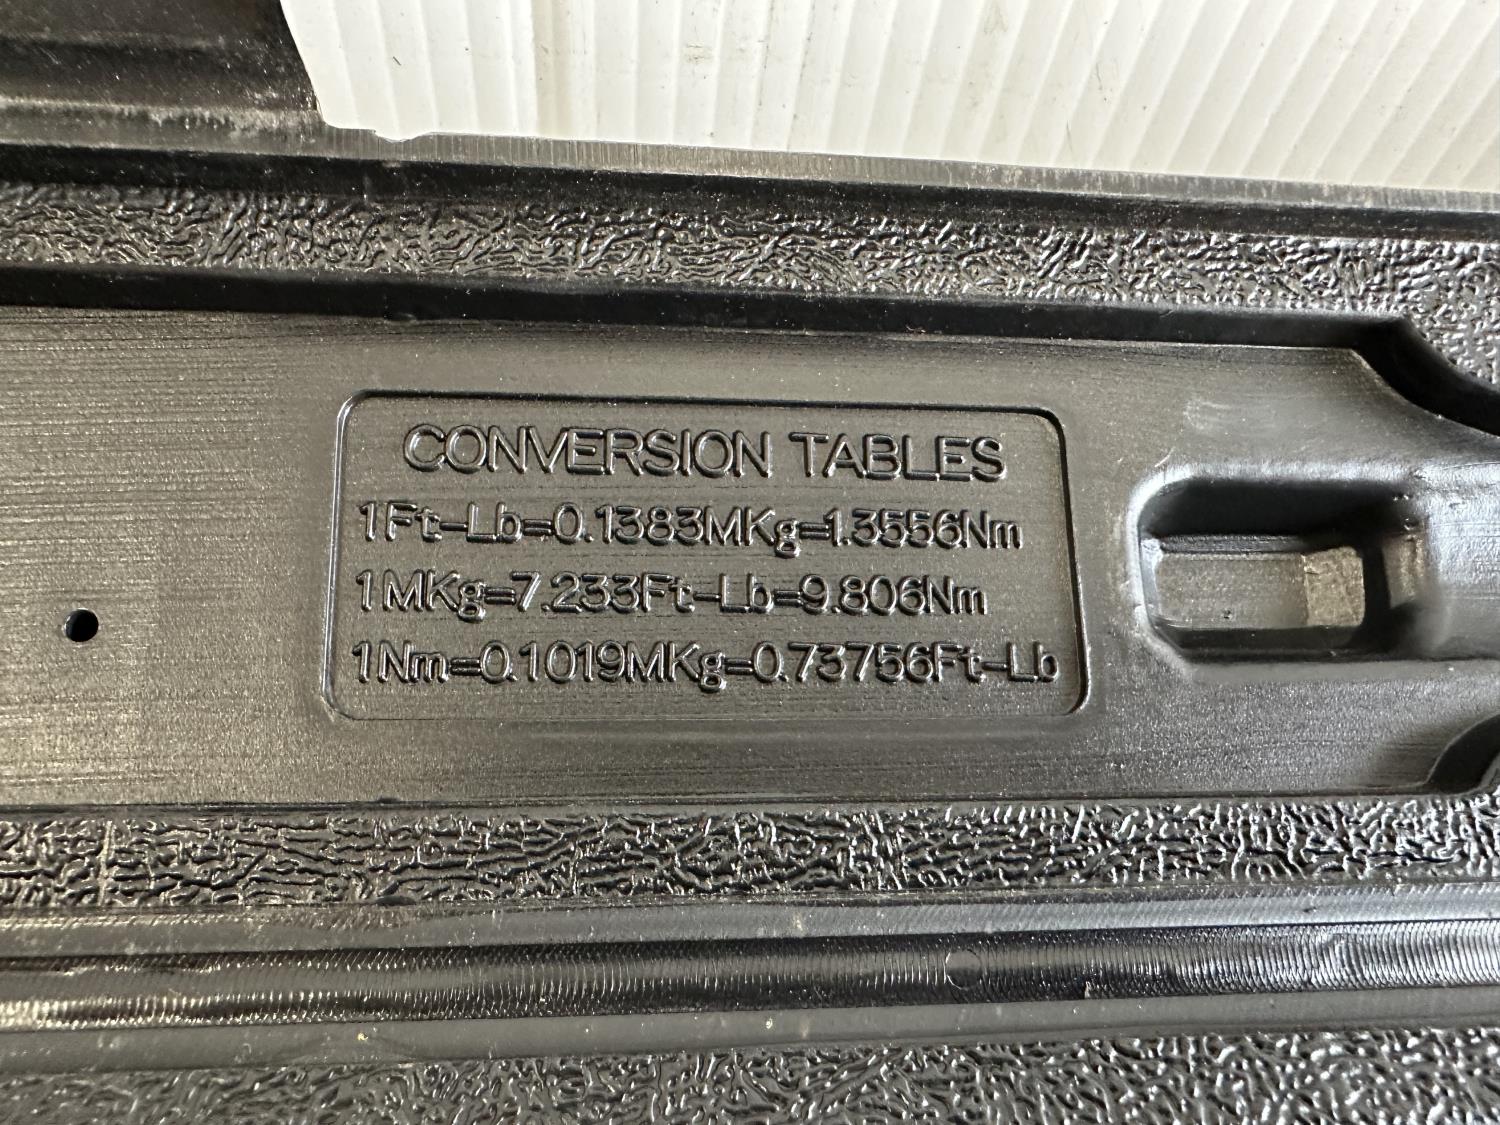 CONVERSION TABLES
1Ft-Lb=0.1383MKg=1.3556Nm
1MKg=7.233Ft-Lb=9.806Nm
1Nm=0.1019MKg=0.73756Ft-Lb